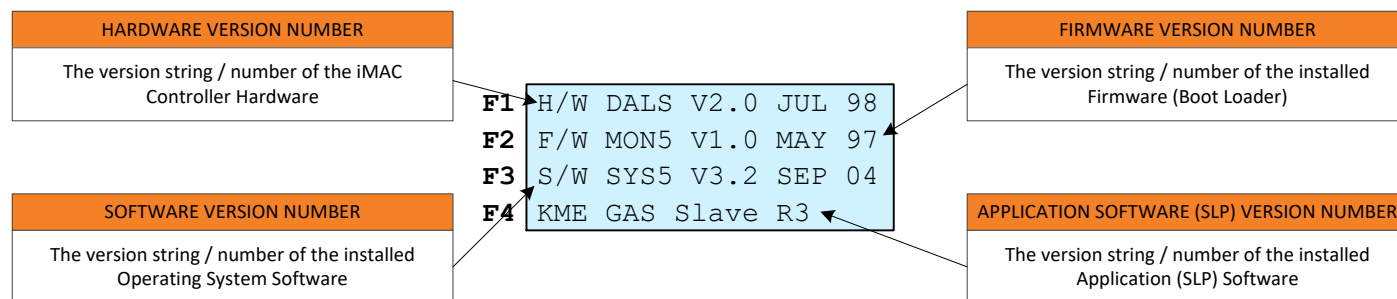 HARDWARE VERSION NUMBER
The version string / number of the iMAC
Controller Hardware
FIRMWARE VERSION NUMBER
The version string / number of the installed
Firmware (Boot Loader)
F1 H/W DALS V2.0 JUL 98
F2 F/W MON5 V1.0 MAY 97
F3 S/W SYS5 V3.2 SEP 04
F4 KME GAS Slave R3
SOFTWARE VERSION NUMBER
The version string / number of the installed
Operating System Software
APPLICATION SOFTWARE (SLP) VERSION NUMBER
The version string / number of the installed
Application (SLP) Software